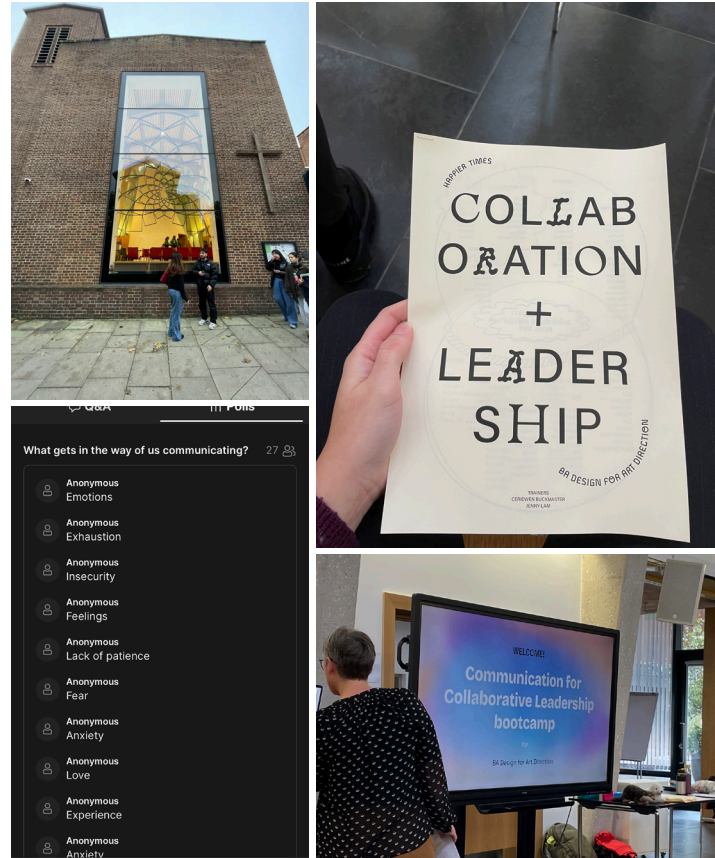 HAPPIER TIMES
COLLAB
ORATION
+
LEADER
SHIP
BA DESIGN FOR ART DIRECTION
TRAINERS
CERIDWEN BUCKMASTER
JENNY LAM
Q&A
Polls
What gets in the way of us communicating?
27
Anonymous
Emotions
Anonymous
Exhaustion
Anonymous
Insecurity
Anonymous
Feelings
Anonymous
Lack of patience
Anonymous
Fear
Anonymous
Anxiety
Anonymous
Love
Anonymous
Experience
Anonymous
Anxiety
WELCOME!
Communication for
Collaborative Leadership
bootcamp
for
BA Design for Art Direction